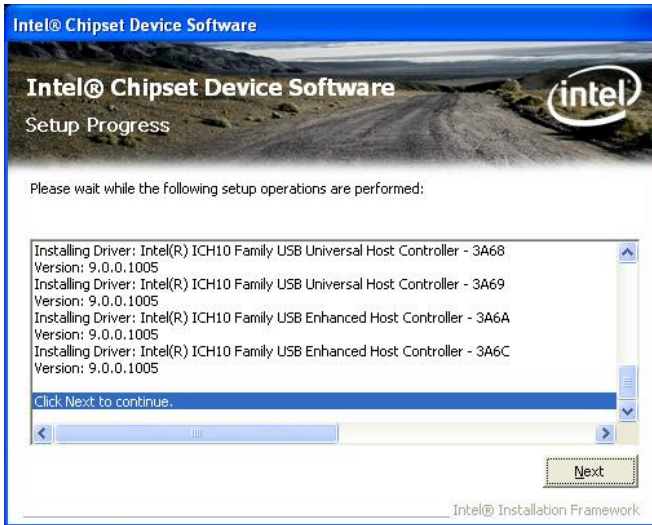 Intel® Chipset Device Software
Intel® Chipset Device Software
intel
Setup Progress
Please wait while the following setup operations are performed:
Installing Driver: Intel(R) ICH10 Family USB Universal Host Controller - 3A68
Version: 9.0.0.1005
Installing Driver: Intel(R) ICH10 Family USB Universal Host Controller - 3A69
Version: 9.0.0.1005
Installing Driver: Intel(R) ICH10 Family USB Enhanced Host Controller - 3A6A
Version: 9.0.0.1005
Installing Driver: Intel(R) ICH10 Family USB Enhanced Host Controller - 3A6C
Version: 9.0.0.1005
Click Next to continue.
Next
Intel® Installation Framework